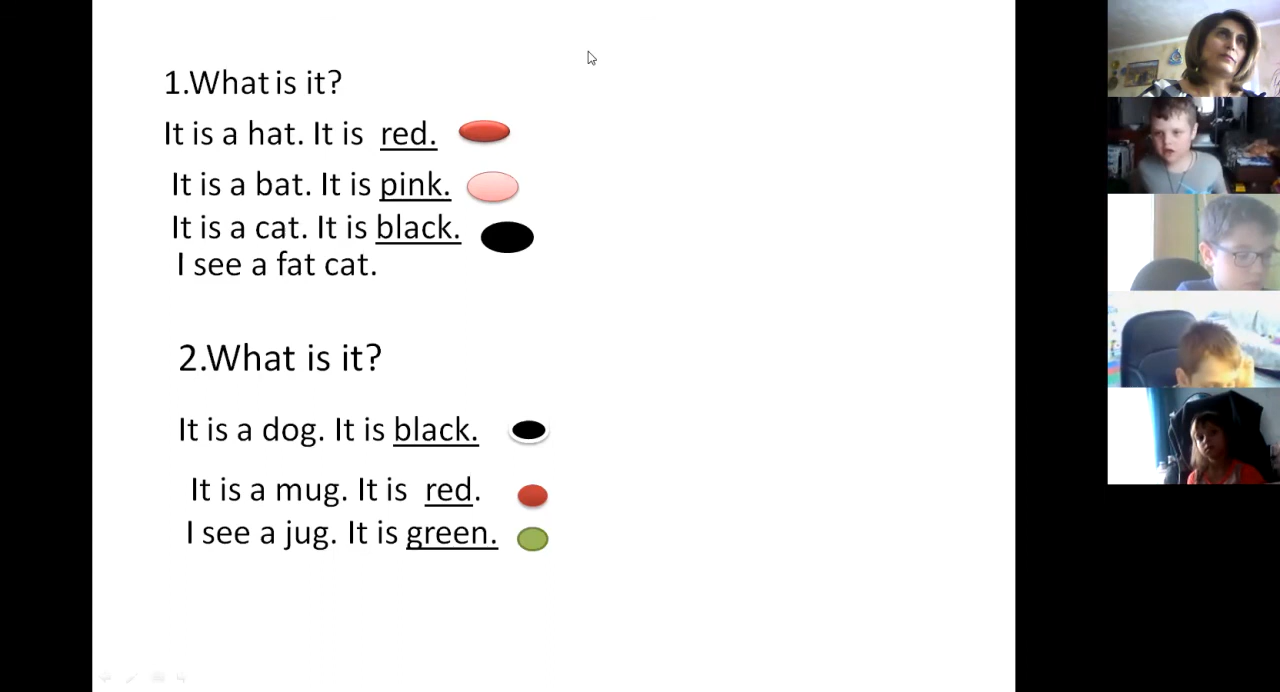 1.What is it?
It is a hat. It is red.
It is a bat. It is pink.
It is a cat. It is black.
I see a fat cat.
2.What is it?
It is a dog. It is black.
It is a mug. It is red.
I see a jug. It is green.